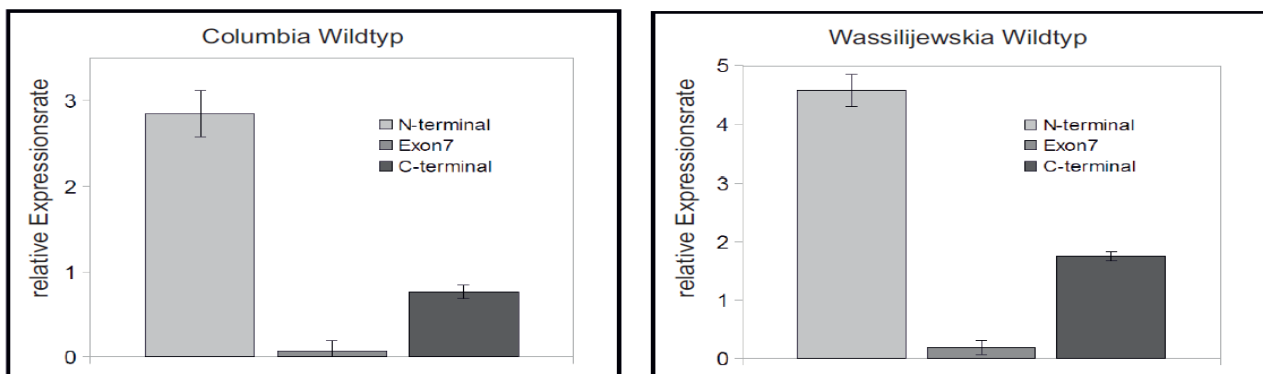 Columbia Wildtyp
relative Expressionsrate
3
2
1
0
N-terminal
Exon7
C-terminal
Wassilijewskia Wildtyp
relative Expressionsrate
5
4
3
2
1
0
N-terminal
Exon7
C-terminal